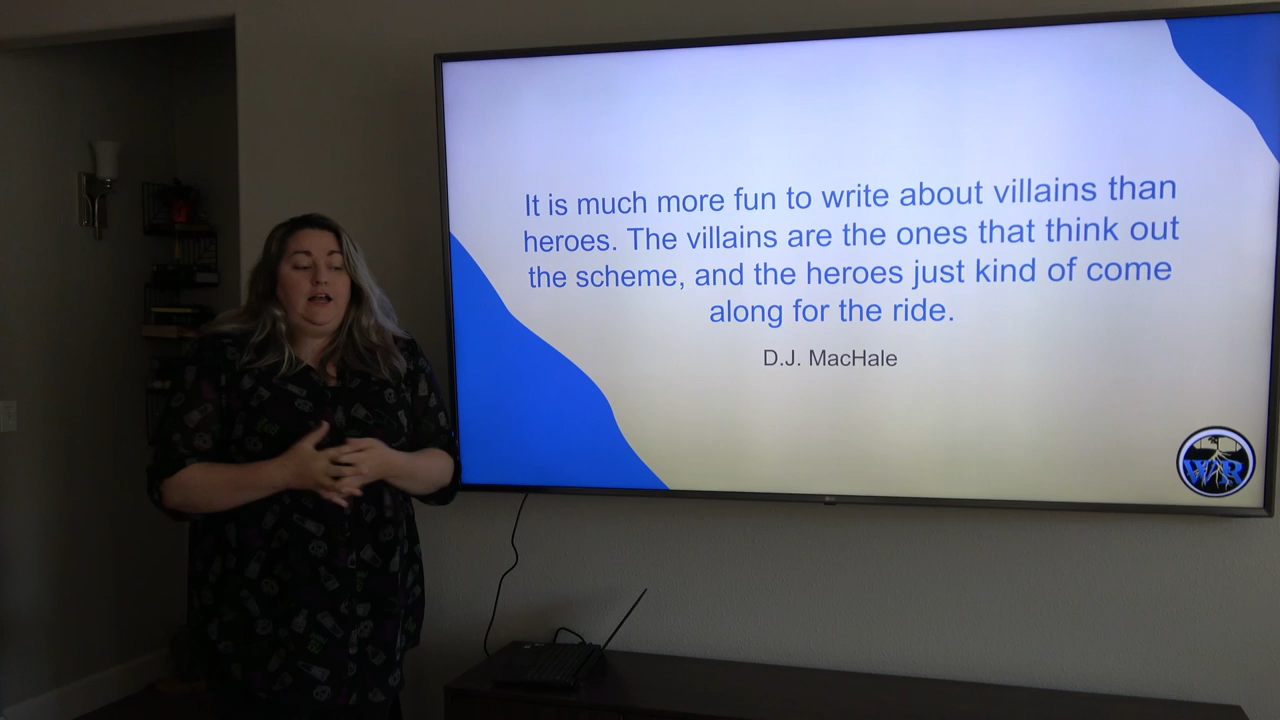 It is much more fun to write about villains than
heroes. The villains are the ones that think out
the scheme, and the heroes just kind of come
along for the ride.
D.J. MacHale